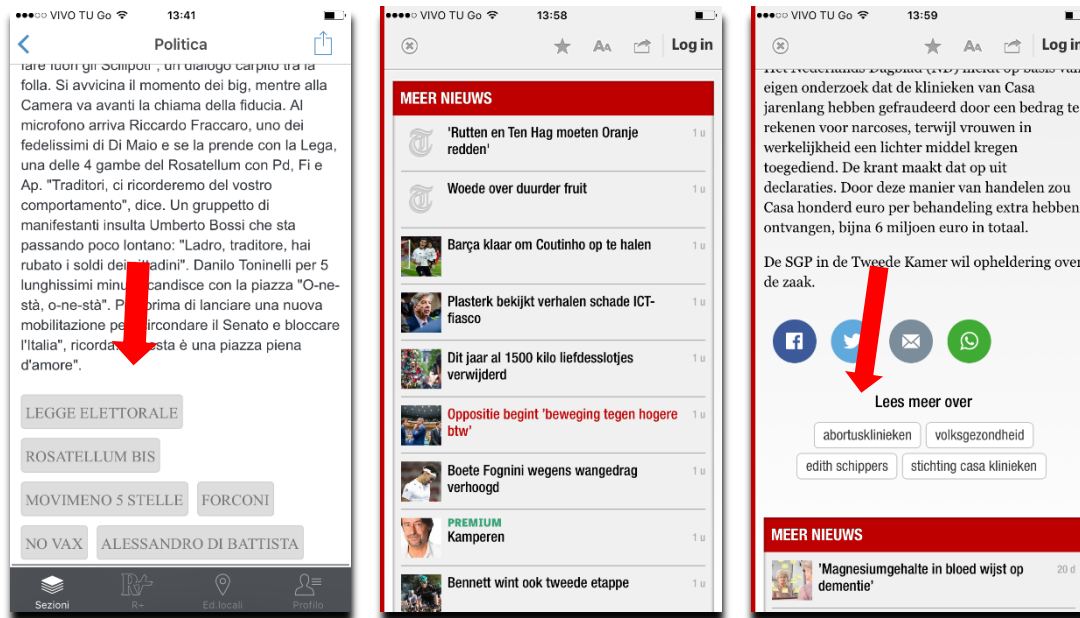 VIVO TU Go
13:41
Politica
fare fuori gli Scilipoti", un dialogo carpito tra la
folla. Si avvicina il momento dei big, mentre alla
Camera va avanti la chiama della fiducia. Al
microfono arriva Riccardo Fraccaro, uno dei
fedelissimi di Di Maio e se la prende con la Lega,
una delle 4 gambe del Rosatellum con Pd, Fi e
Ap. "Traditori, ci ricorderemo del vostro
comportamento", dice. Un gruppetto di
manifestanti insulta Umberto Bossi che sta
passando poco lontano: "Ladro, traditore, hai
rubato i soldi dei cittadini". Danilo Toninelli per 5
lunghissimi minu candisce con la piazza "O-ne-
stà, o-ne-stà". P prima di lanciare una nuova
mobilitazione pe circondare il Senato e bloccare
l'Italia", ricorda. sta è una piazza piena
d'amore".
LEGGE ELETTORALE
ROSATELLUM BIS
MOVIMENO 5 STELLE FORCONI
NO VAX ALESSANDRO DI BATTISTA
Sezioni R+ Ed.locali Profilo
VIVO TU Go
13:58
AA Log in
MEER NIEUWS
'Rutten en Ten Hag moeten Oranje 1 u
redden'
Woede over duurder fruit 1 u
Barça klaar om Coutinho op te halen 1 u
Plasterk bekijkt verhalen schade ICT- 1 u
fiasco
Dit jaar al 1500 kilo liefdesslotjes 1 u
verwijderd
Oppositie begint 'beweging tegen hogere 1 u
btw'
Boete Fognini wegens wangedrag 1 u
verhoogd
PREMIUM
Kamperen 1 u
Bennett wint ook tweede etappe 1 u
VIVO TU Go
13:59
AA Log in
Het Nederlands Dagblad (ND) meldt op basis van
eigen onderzoek dat de klinieken van Casa
jarenlang hebben gefraudeerd door een bedrag te
rekenen voor narcoses, terwijl vrouwen in
werkelijkheid een lichter middel kregen
toegediend. De krant maakt dat op uit
declaraties. Door deze manier van handelen zou
Casa honderd euro per behandeling extra hebben
ontvangen, bijna 6 miljoen euro in totaal.
De SGP in de Tweede Kamer wil opheldering over
de zaak.
Lees meer over
abortusklinieken volksgezondheid
edith schippers stichting casa klinieken
MEER NIEUWS
'Magnesiumgehalte in bloed wijst op 20 d
dementie'